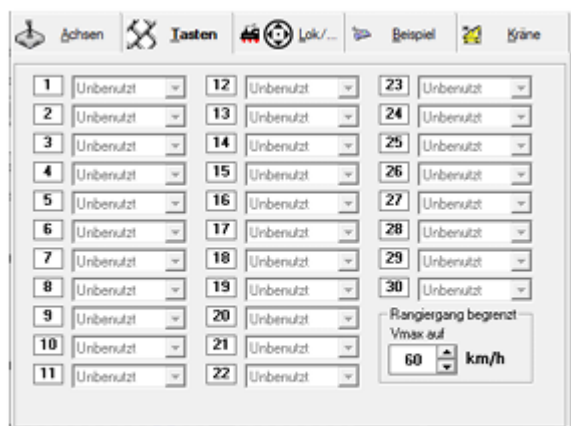 Achsen Tasten Lok/... Beispiel Kräne
1 Unbenutzt 12 Unbenutzt 23 Unbenutzt
2 Unbenutzt 13 Unbenutzt 24 Unbenutzt
3 Unbenutzt 14 Unbenutzt 25 Unbenutzt
4 Unbenutzt 15 Unbenutzt 26 Unbenutzt
5 Unbenutzt 16 Unbenutzt 27 Unbenutzt
6 Unbenutzt 17 Unbenutzt 28 Unbenutzt
7 Unbenutzt 18 Unbenutzt 29 Unbenutzt
8 Unbenutzt 19 Unbenutzt 30 Unbenutzt
9 Unbenutzt 20 Unbenutzt Rangiergang begrenzt
Vmax auf
10 Unbenutzt 21 Unbenutzt 60 km/h
11 Unbenutzt 22 Unbenutzt